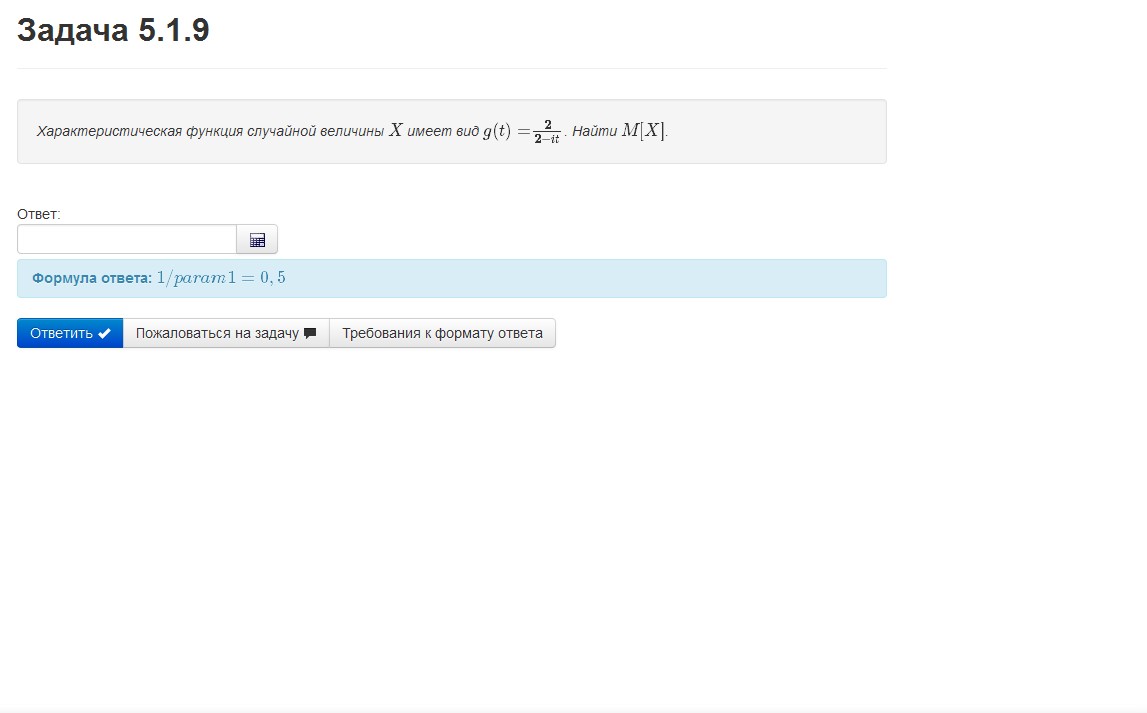 Задача 5.1.9
Характеристическая функция случайной величины X имеет вид g(t) = 2/(2−it). Найти M[X].
Ответ:
Формула ответа: 1/param1 = 0, 5
Ответить
Пожаловаться на задачу
Требования к формату ответа